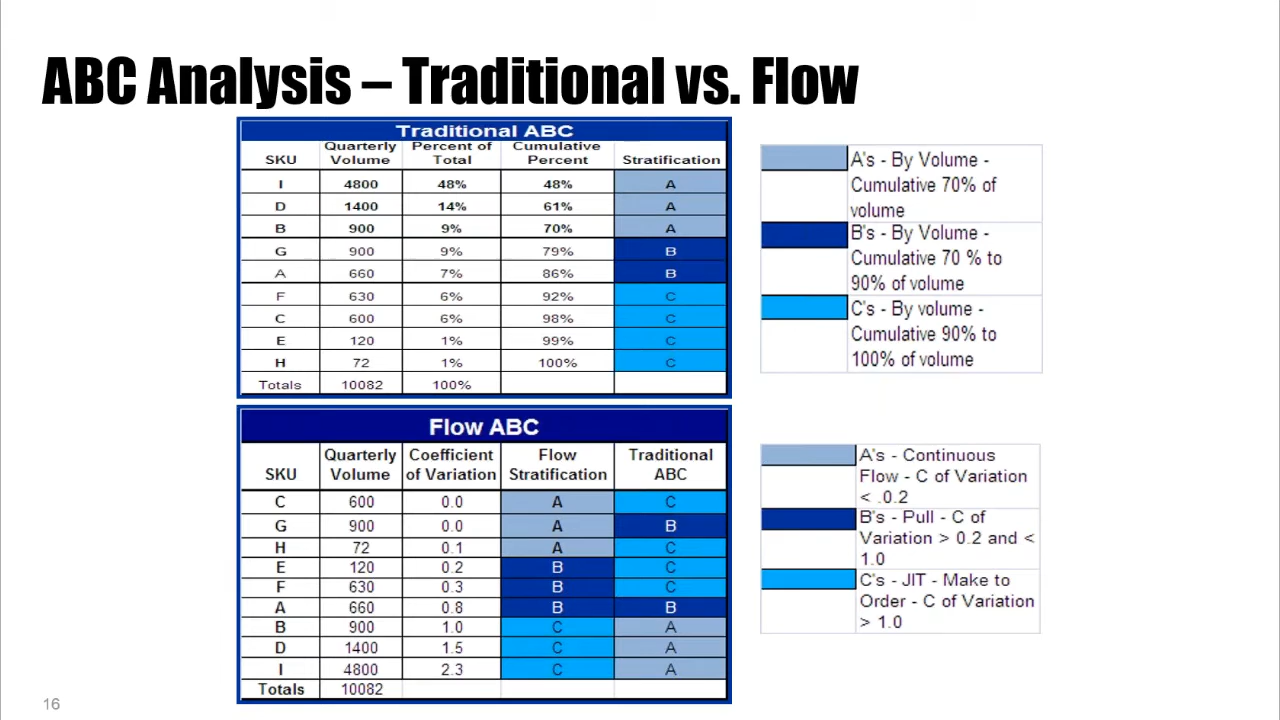 ABC Analysis – Traditional vs. Flow
Traditional ABC
SKU Quarterly Volume Percent of Total Cumulative Percent Stratification
I 4800 48% 48% A
D 1400 14% 61% A
B 900 9% 70% A
G 900 9% 79% B
A 660 7% 86% B
F 630 6% 92% C
C 600 6% 98% C
E 120 1% 99% C
H 72 1% 100% C
Totals 10082 100%
A's - By Volume -
Cumulative 70% of
volume
B's - By Volume -
Cumulative 70 % to
90% of volume
C's - By volume -
Cumulative 90% to
100% of volume
Flow ABC
SKU Quarterly Volume Coefficient of Variation Flow Stratification Traditional ABC
C 600 0.0 A C
G 900 0.0 A B
H 72 0.1 A C
E 120 0.2 B C
F 630 0.3 B C
A 660 0.8 B B
B 900 1.0 C A
D 1400 1.5 C A
I 4800 2.3 C A
Totals 10082
A's - Continuous
Flow - C of Variation
< .0.2
B's - Pull - C of
Variation > 0.2 and <
1.0
C's - JIT - Make to
Order - C of Variation
> 1.0
16